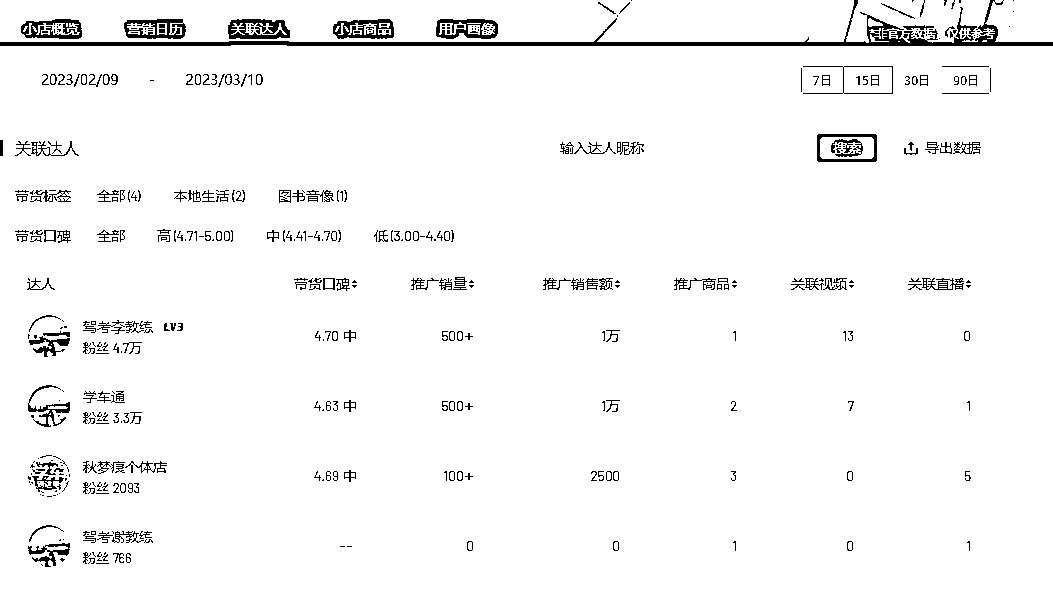 小店概览 营销日历 关联达人 小店商品 用户画像 *非官方数据，仅供参考
2023/02/09 - 2023/03/10 7日 15日 30日 90日
关联达人 输入达人昵称 搜索 导出数据
带货标签 全部(4) 本地生活(2) 图书音像(1)
带货口碑 全部 高(4.71-5.00) 中(4.41-4.70) 低(3.00-4.40)
达人 带货口碑 推广销量 推广销售额 推广商品 关联视频 关联直播
驾考李教练 LV3
粉丝 4.7万
4.70 中 500+ 1万 1 13 0
学车通
粉丝 3.3万
4.63 中 500+ 1万 2 7 1
秋梦痕个体店
粉丝 2093
4.69 中 100+ 2500 3 0 5
驾考谢教练
粉丝 766
-- 0 0 1 0 1